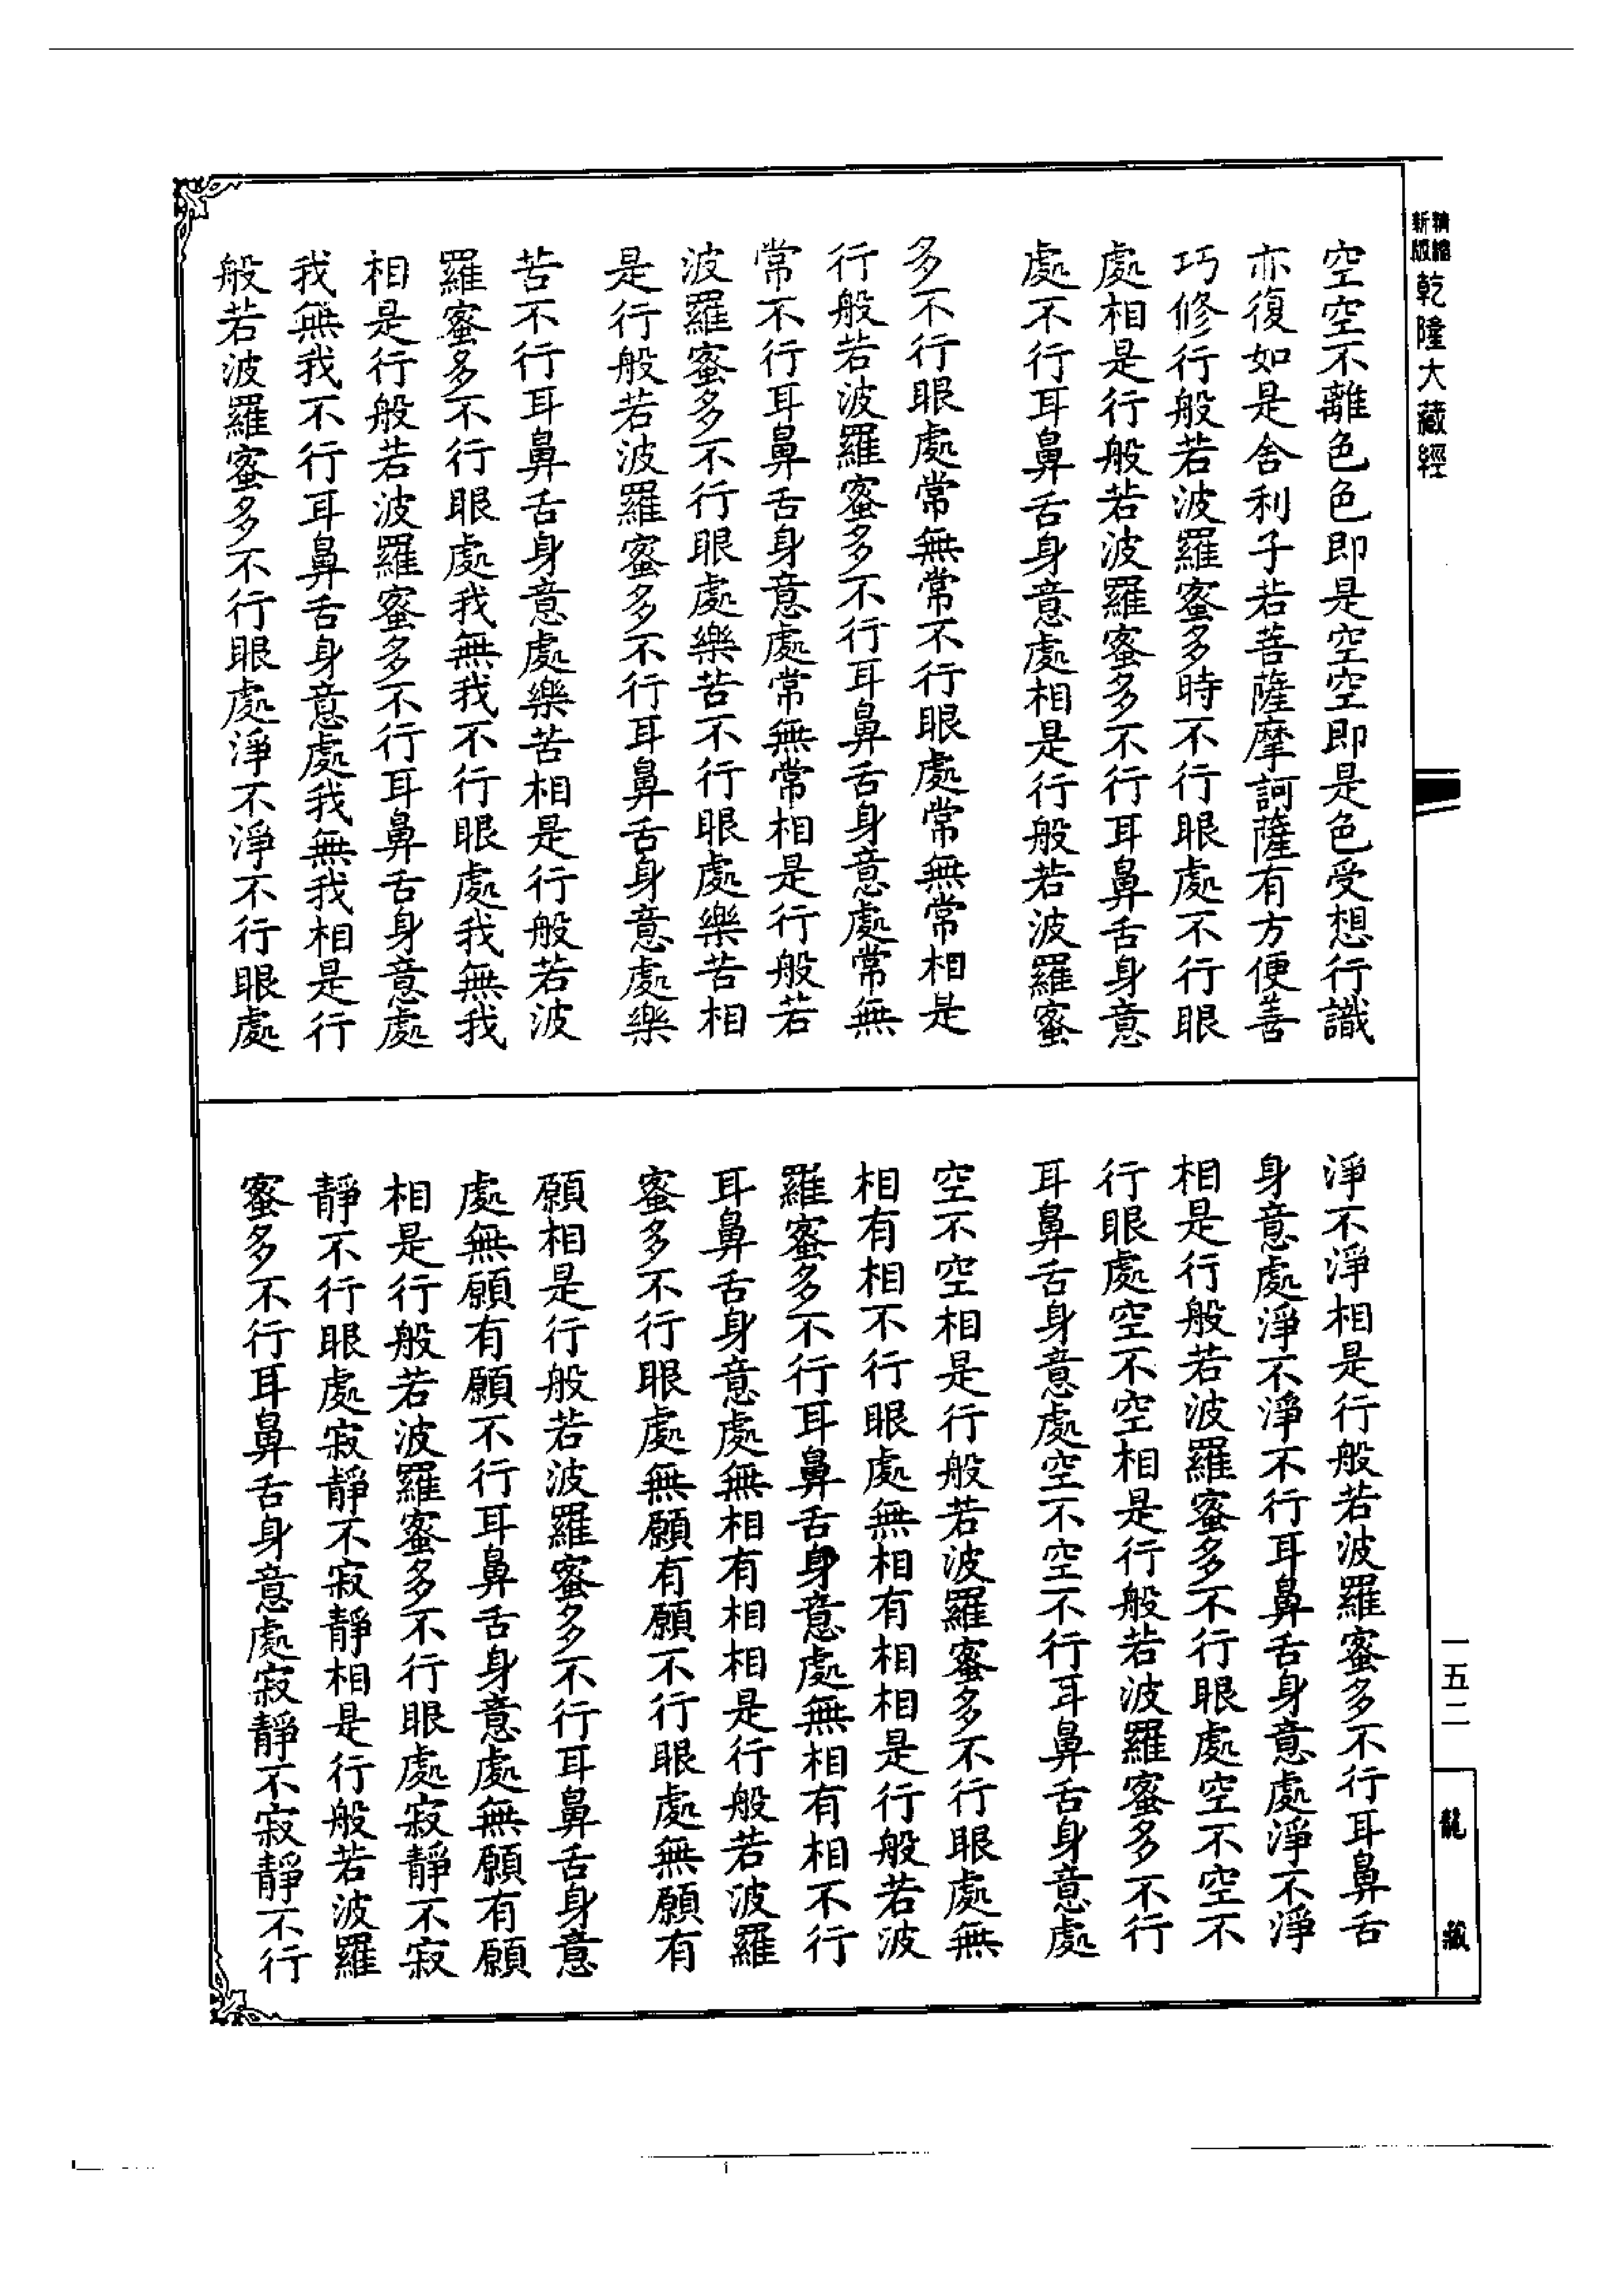 精縮
新版
乾隆大藏經
空空不離色色即是空空即是色受想行識
亦復如是舍利子若菩薩摩訶薩有方便善
巧修行般若波羅蜜多時不行眼處不行眼
處相是行般若波羅蜜多不行耳鼻舌身意
處不行耳鼻舌身意處相是行般若波羅蜜
多不行眼處常無常不行眼處常無常相是
行般若波羅蜜多不行耳鼻舌身意處常無
常不行耳鼻舌身意處常無常相是行般若
波羅蜜多不行眼處樂苦不行眼處樂苦相
是行般若波羅蜜多不行耳鼻舌身意處樂
苦不行耳鼻舌身意處樂苦相是行般若波
羅蜜多不行眼處我無我不行眼處我無我
相是行般若波羅蜜多不行耳鼻舌身意處
我無我不行耳鼻舌身意處我無我相是行
般若波羅蜜多不行眼處淨不淨不行眼處
淨不淨相是行般若波羅蜜多不行耳鼻舌
身意處淨不淨不行耳鼻舌身意處淨不淨
相是行般若波羅蜜多不行眼處空不空不
行眼處空不空相是行般若波羅蜜多不行
耳鼻舌身意處空不空不行耳鼻舌身意處
空不空相是行般若波羅蜜多不行眼處無
相有相不行眼處無相有相相是行般若波
羅蜜多不行耳鼻舌身意處無相有相不行
耳鼻舌身意處無相有相相是行般若波羅
蜜多不行眼處無願有願不行眼處無願有
願相是行般若波羅蜜多不行耳鼻舌身意
處無願有願不行耳鼻舌身意處無願有願
相是行般若波羅蜜多不行眼處寂靜不寂
靜不行眼處寂靜不寂靜相是行般若波羅
蜜多不行耳鼻舌身意處寂靜不寂靜不行
一五二
龍藏